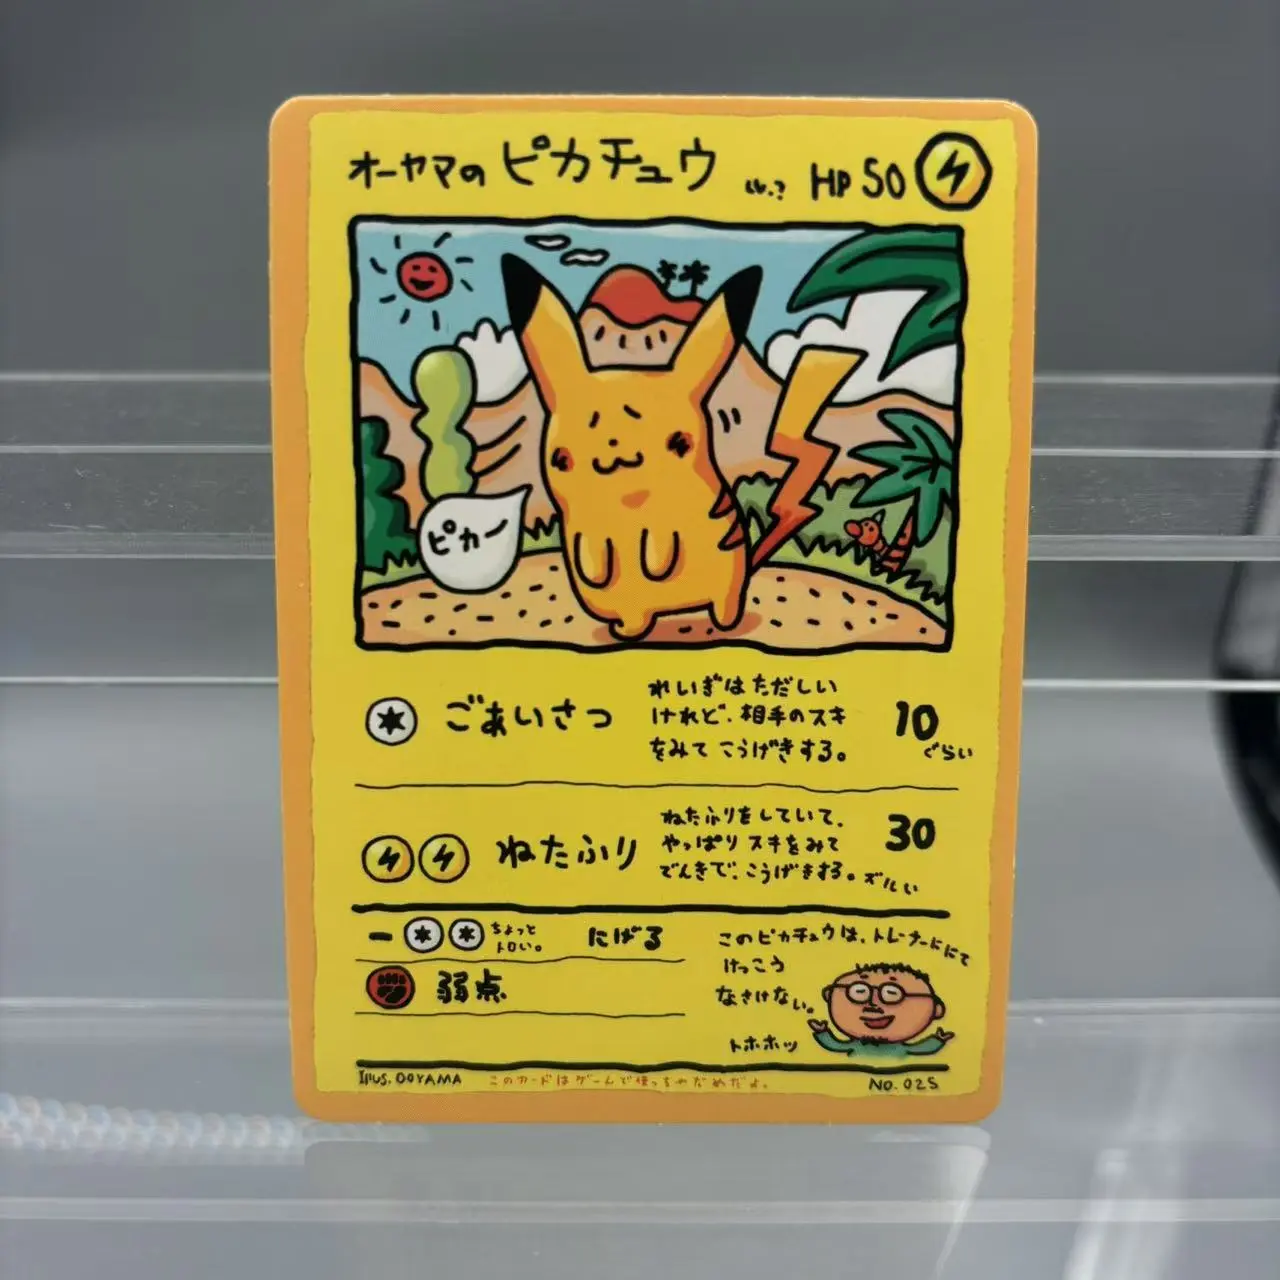 オーヤマの ピカチュウ LV.? HP 50
ピカー
ごあいさつ
れいぎはただしい
けれど、相手のスキ
をみて こうげきする。
10
ぐらい
ねたふり
ねたふりをしていて、
やっぱり スキをみて
でんきで、こうげきする。ズルい
30
ー ちょっと
トロい。
にげる
弱点
このピカチュウは、トレーナーににて
けっこう
なさけない。
トホホッ
Illus. OOYAMA このカードはゲームで使っちゃだめだよ。 NO. 025